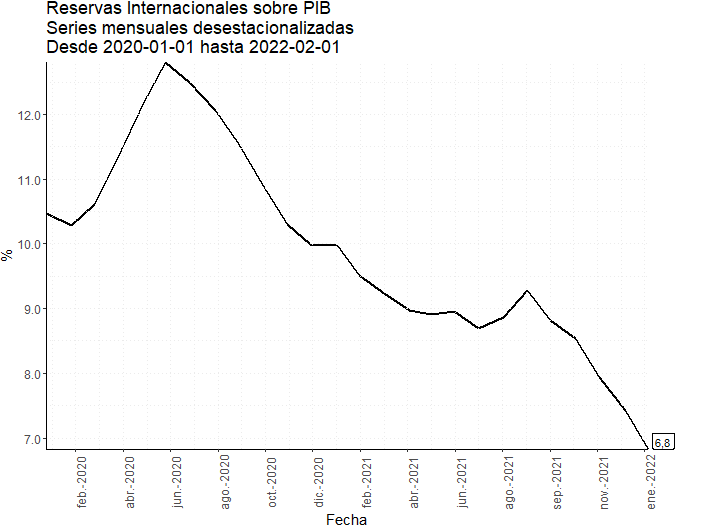 Reservas Internacionales sobre PIB
Series mensuales desestacionalizadas
Desde 2020-01-01 hasta 2022-02-01
%
12.0
11.0
10.0
9.0
8.0
7.0
6,8
feb.-2020
abr.-2020
jun.-2020
ago.-2020
oct.-2020
dic.-2020
feb.-2021
abr.-2021
jun.-2021
ago.-2021
sep.-2021
nov.-2021
ene.-2022
Fecha